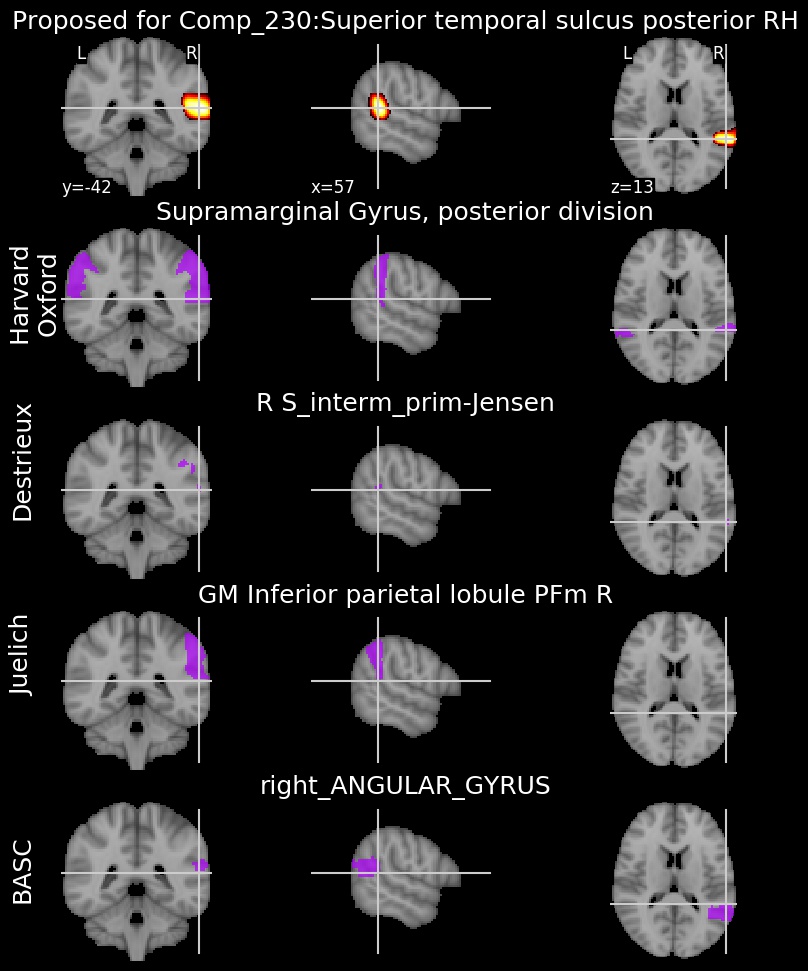 Proposed for Comp_230:Superior temporal sulcus posterior RH
L R L R
y=-42 x=57 z=13
Supramarginal Gyrus, posterior division
Harvard
Oxford
R S_interm_prim-Jensen
Destrieux
GM Inferior parietal lobule PFm R
Juelich
right_ANGULAR_GYRUS
BASC